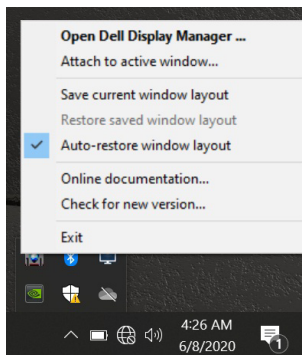 Open Dell Display Manager ...
Attach to active window...
Save current window layout
Restore saved window layout
Auto-restore window layout
Online documentation...
Check for new version...
Exit
4:26 AM
6/8/2020
1